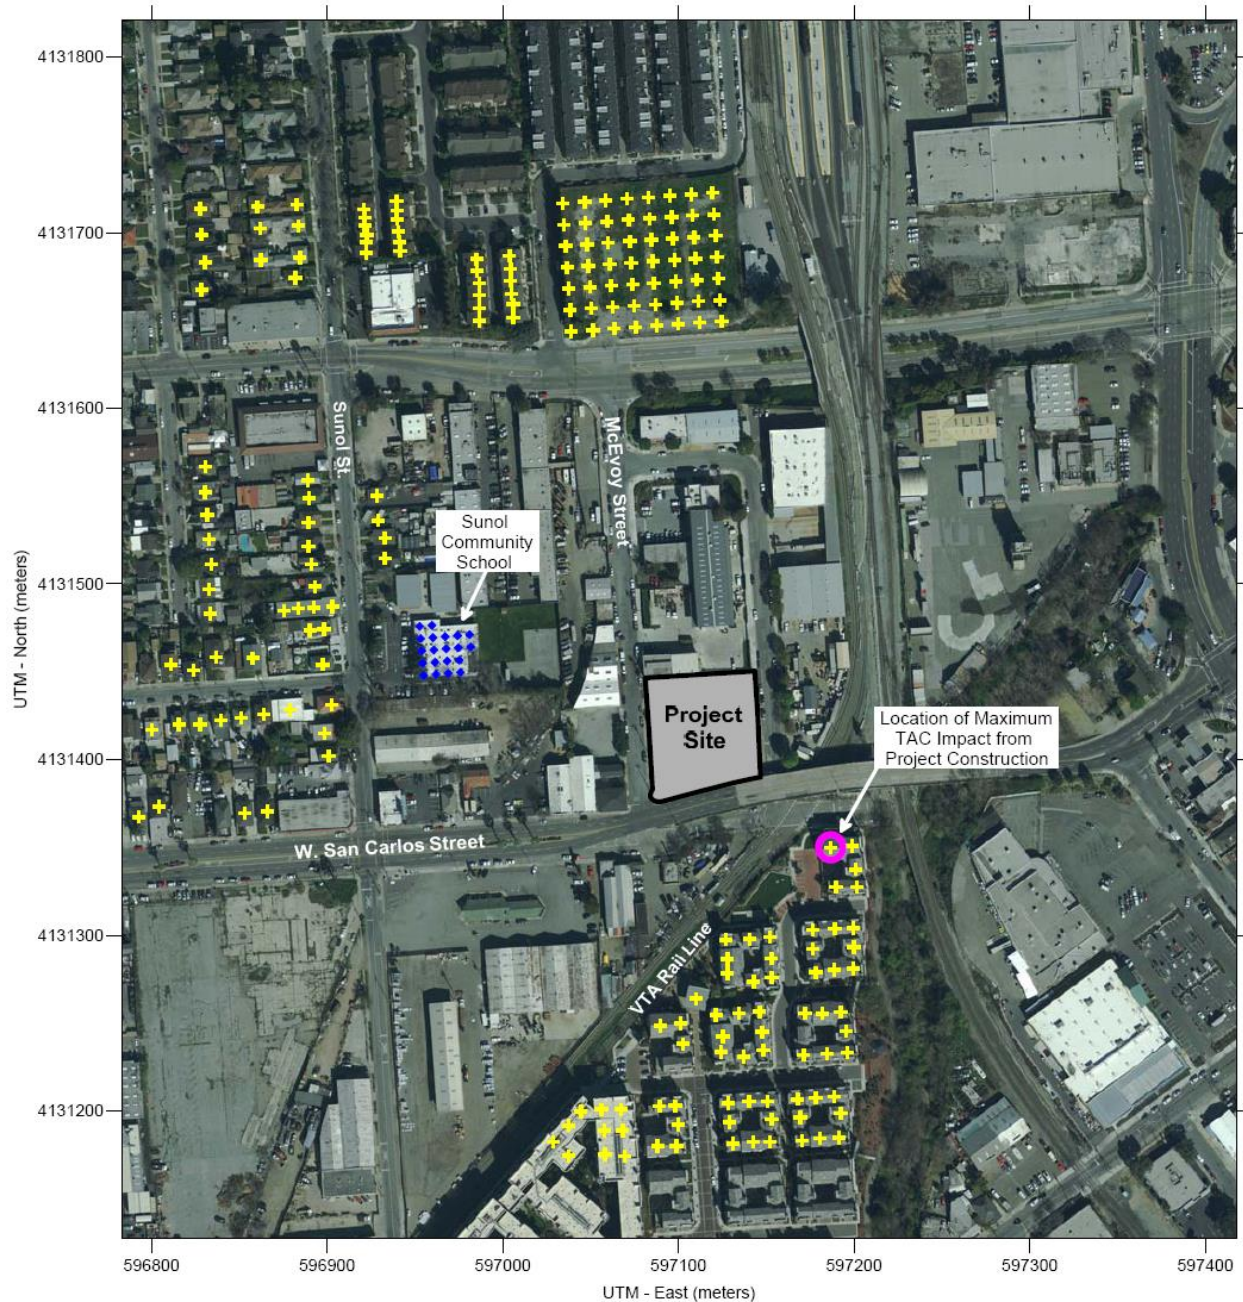 4131800
4131700
4131600
4131500
4131400
4131300
4131200
UTM - North (meters)
Sunol St.
McEvoy Street
Sunol
Community
School
Project
Site
Location of Maximum
TAC Impact from
Project Construction
W. San Carlos Street
VTA Rail Line
596800
596900
597000
597100
597200
597300
597400
UTM - East (meters)